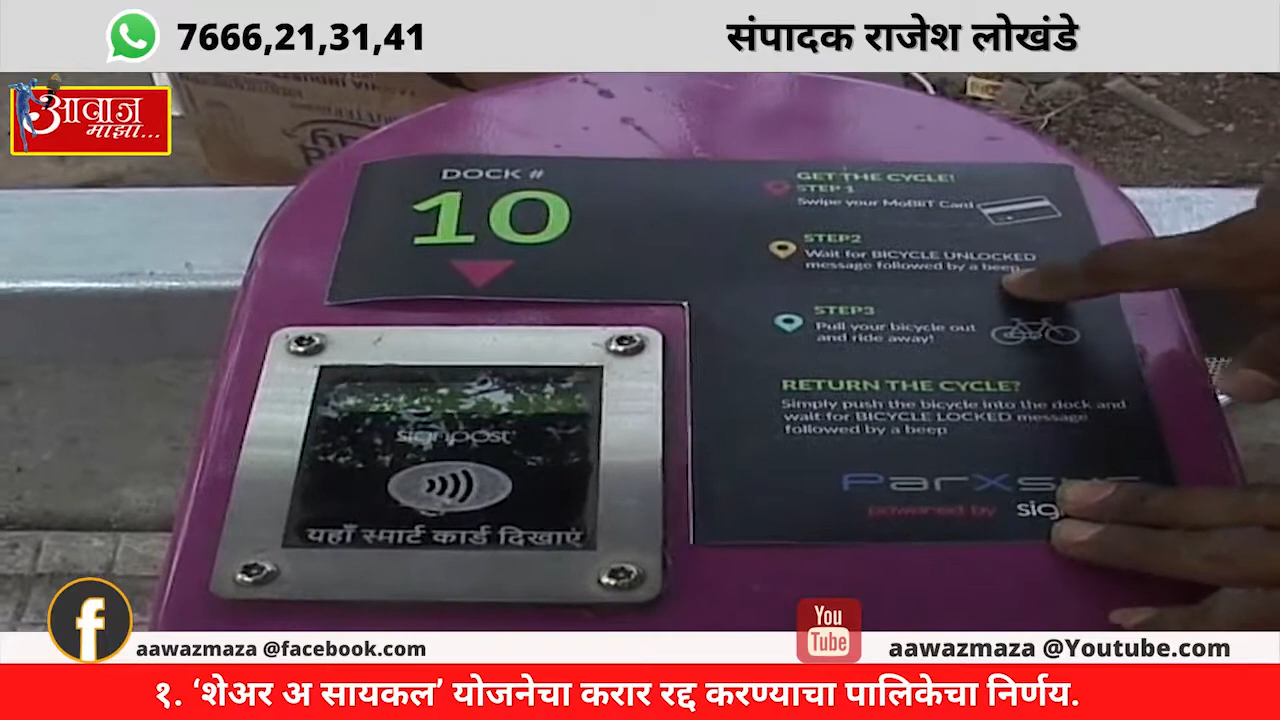 7666,21,31,41
संपादक राजेश लोखंडे
आवाज
माझा...
DOCK #
10
GET THE CYCLE!
STEP 1
Swipe your MoBET Card
STEP2
Wait for BICYCLE UNLOCKED
message followed by a beep
STEP3
Pull your bicycle out
and ride away!
RETURN THE CYCLE?
Simply push the bicycle into the dock and
wait for BICYCLE LOCKED message
followed by a beep
powered by
signpost
यहाँ स्मार्ट कार्ड दिखाएं
aawazmaza @facebook.com
You
Tube
aawazmaza @Youtube.com
१. ‘शेअर अ सायकल’ योजनेचा करार रद्द करण्याचा पालिकेचा निर्णय.